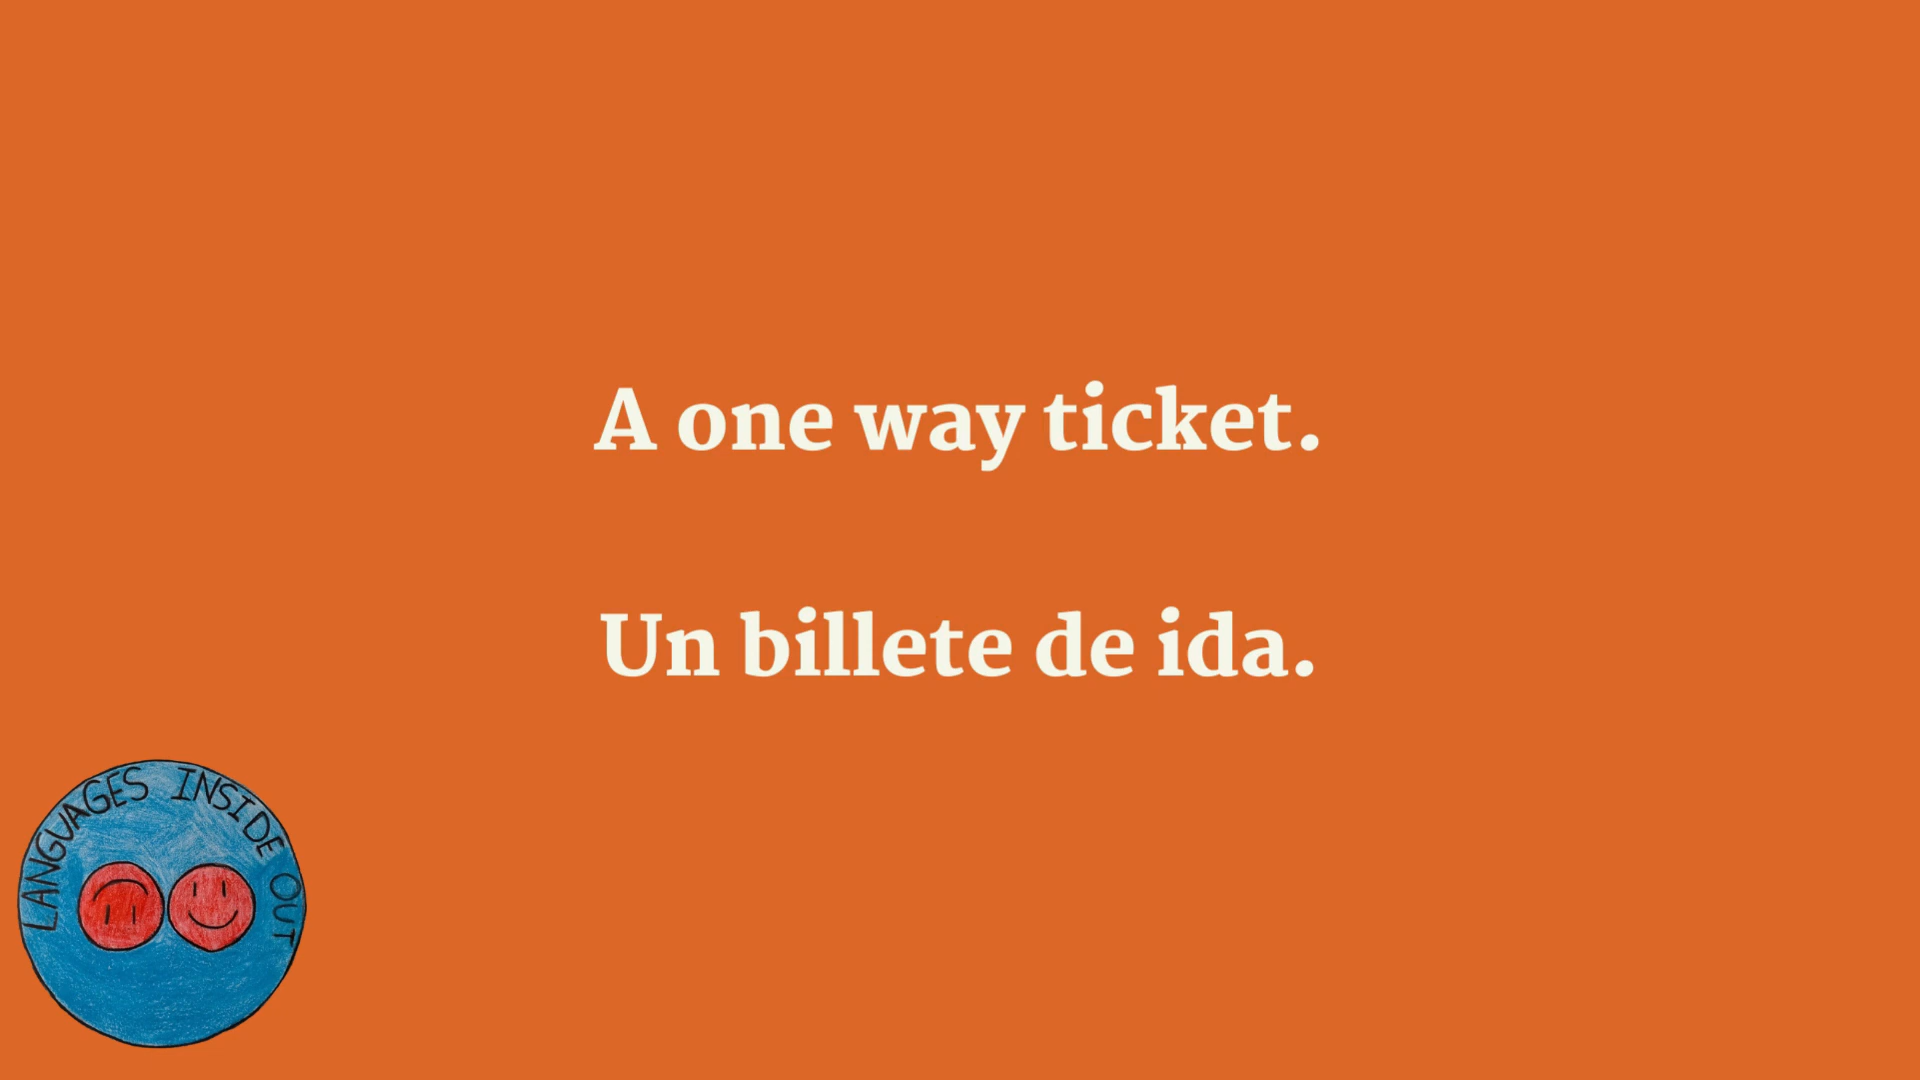 A one way ticket.
Un billete de ida.
LANGUAGES INSIDE OUT